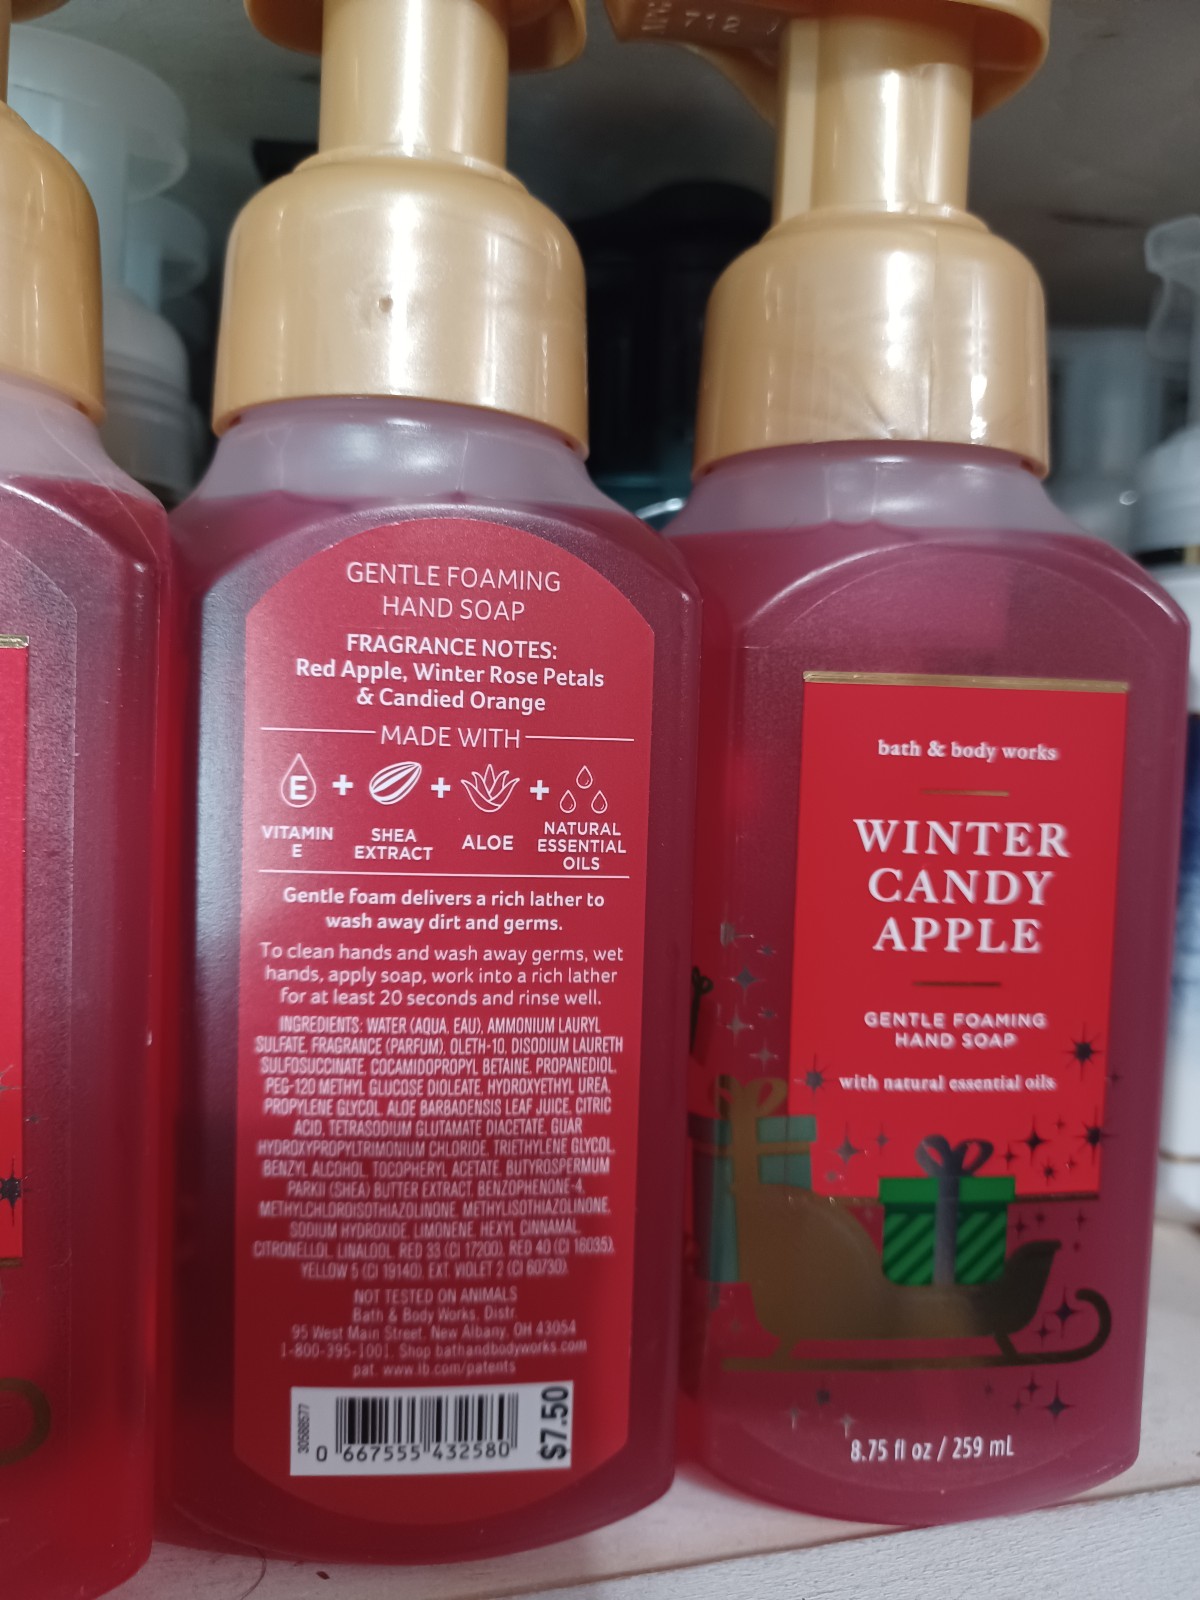 GENTLE FOAMING
HAND SOAP
FRAGRANCE NOTES:
Red Apple, Winter Rose Petals
& Candied Orange
MADE WITH
E + + +
VITAMIN
E
SHEA
EXTRACT
ALOE
NATURAL
ESSENTIAL
OILS
Gentle foam delivers a rich lather to
wash away dirt and germs.
To clean hands and wash away germs, wet
hands, apply soap, work into a rich lather
for at least 20 seconds and rinse well.
INGREDIENTS: WATER (AQUA, EAU), AMMONIUM LAURYL
SULFATE, FRAGRANCE (PARFUM), OLETH-10, DISODIUM LAURETH
SULFOSUCCINATE, COCAMIDOPROPYL BETAINE, PROPANEDIOL,
PEG-120 METHYL GLUCOSE DIOLEATE, HYDROXYETHYL UREA,
PROPYLENE GLYCOL, ALOE BARBADENSIS LEAF JUICE, CITRIC
ACID, TETRASODIUM GLUTAMATE DIACETATE, GUAR
HYDROXYPROPYLTRIMONIUM CHLORIDE, TRIETHYLENE GLYCOL,
BENZYL ALCOHOL, TOCOPHERYL ACETATE, BUTYROSPERMUM
PARKII (SHEA) BUTTER EXTRACT, BENZOPHENONE-4,
METHYLCHLOROISOTHIAZOLINONE, METHYLISOTHIAZOLINONE,
SODIUM HYDROXIDE, LIMONENE, HEXYL CINNAMAL,
CITRONELLOL, LINALOOL, RED 33 (CI 17200), RED 40 (CI 16035),
YELLOW 5 (CI 19140), EXT. VIOLET 2 (CI 60730).
NOT TESTED ON ANIMALS
Bath & Body Works, Distr.
95 West Main Street, New Albany, OH 43054
1-800-395-1001. Shop bathandbodyworks.com
pat. www.lb.com/patents
30588577
0 667555 432580
$7.50
bath & body works
WINTER
CANDY
APPLE
GENTLE FOAMING
HAND SOAP
with natural essential oils
8.75 fl oz / 259 mL